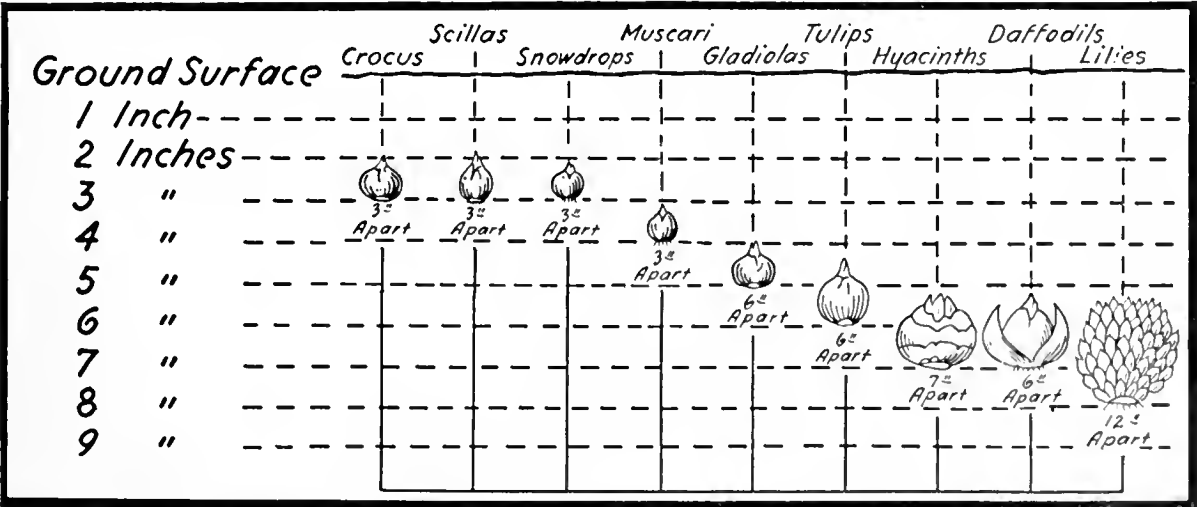 Scillas Muscari Tulips Daffodils
Crocus Snowdrops Gladiolas Hyacinths Lilies
Ground Surface
1 Inch
2 Inches
3 "
3" Apart
3" Apart
3" Apart
4 "
3" Apart
5 "
6" Apart
6 "
6" Apart
7 "
7" Apart
6" Apart
8 "
12" Apart
9 "